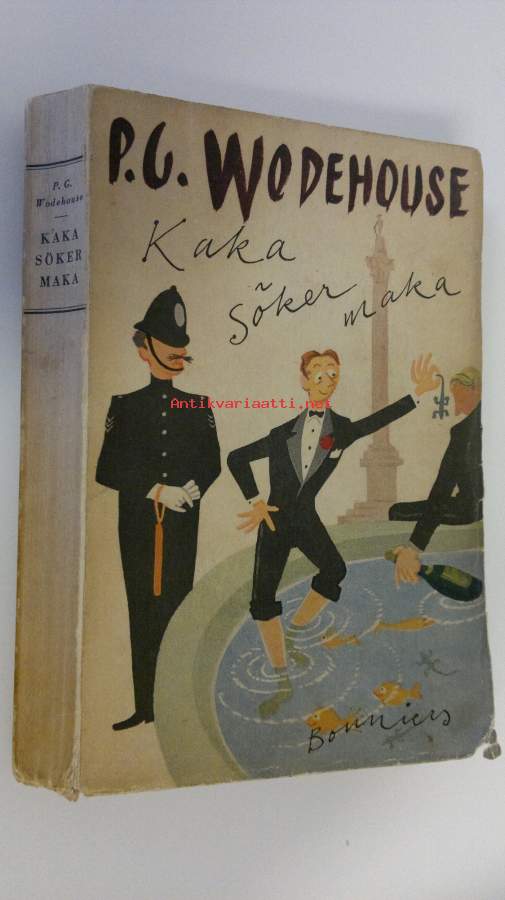 P. G.
Wodehouse
KAKA
SÖKER
MAKA
P.G. WODEHOUSE
Kaka
söker maka
Antikvariaatti.net
Bonniers